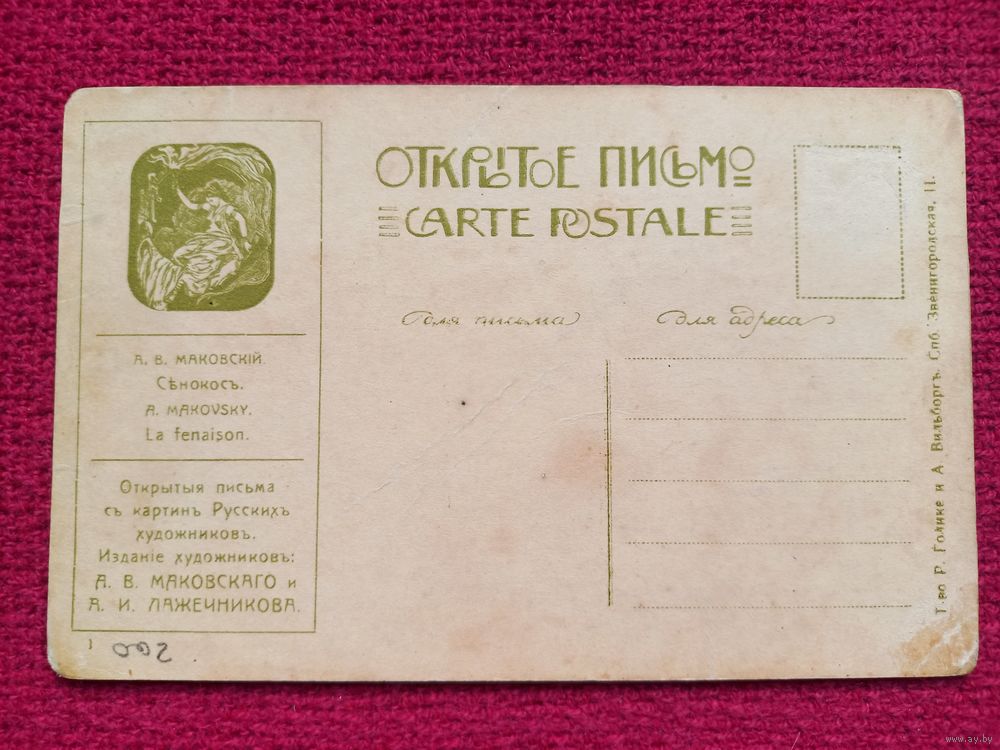 ОТКРЫТОЕ ПИСЬМО
CARTE POSTALE
Для письма
Для адреса
А. В. МАКОВСКІЙ.
Сѣнокосъ.
A. MAKOVSKY.
La fenaison.
Открытыя письма
съ картинъ Русскихъ
художниковъ.
Изданіе художниковъ:
А. В. МАКОВСКАГО и
А. И. ЛАЖЕЧНИКОВА.
Т-во Р. Голике и А. Вильборгъ. Спб. Звенигородская, 11.
www.ay.by